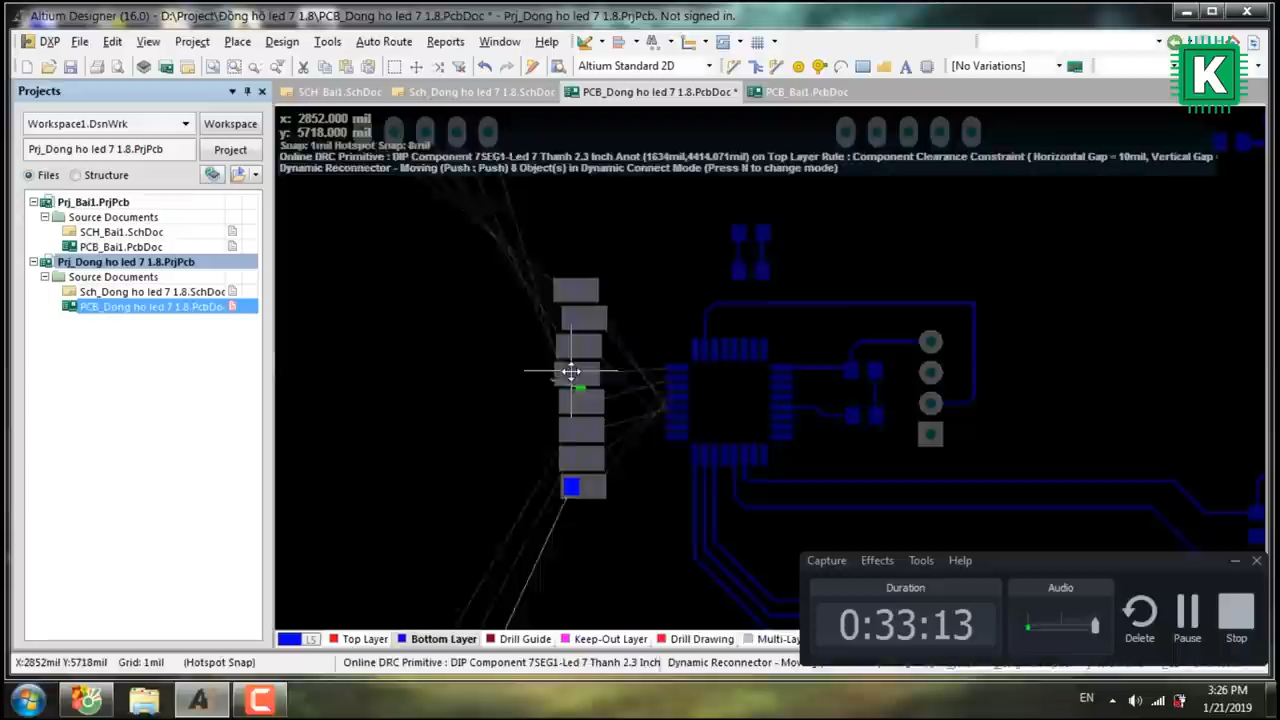 Altium Designer (16.0) - D:\Project\Đồng hồ led 7 1.8\PCB_Dong ho led 7 1.8.PcbDoc * - Prj_Dong ho led 7 1.8.PrjPcb. Not signed in.
DXP File Edit View Project Place Design Tools Auto Route Reports Window Help
Altium Standard 2D
[No Variations]
K
Projects
SCH_Bai1.SchDoc
Sch_Dong ho led 7 1.8.SchDoc
PCB_Dong ho led 7 1.8.PcbDoc *
PCB_Bai1.PcbDoc
Workspace1.DsnWrk
Workspace
Prj_Dong ho led 7 1.8.PrjPcb
Project
Files
Structure
Prj_Bai1.PrjPcb
Source Documents
SCH_Bai1.SchDoc
PCB_Bai1.PcbDoc
Prj_Dong ho led 7 1.8.PrjPcb
Source Documents
Sch_Dong ho led 7 1.8.SchDoc
PCB_Dong ho led 7 1.8.PcbDo
x: 2852.000 mil
y: 5718.000 mil
Snap: 1mil Hotspot Snap: 8mil
Online DRC Primitive : DIP Component 7SEG1-Led 7 Thanh 2.3 Inch Anot (1634mil,4414.071mil) on Top Layer Rule : Component Clearance Constraint ( Horizontal Gap = 10mil, Vertical Gap
Dynamic Reconnector - Moving (Push : Push) 8 Object(s) in Dynamic Connect Mode (Press N to change mode)
Capture Effects Tools Help
Duration
0:33:13
Audio
Delete
Pause
Stop
LS
Top Layer
Bottom Layer
Drill Guide
Keep-Out Layer
Drill Drawing
Multi-La
X:2852mil Y:5718mil Grid: 1mil (Hotspot Snap)
Online DRC Primitive : DIP Component 7SEG1-Led 7 Thanh 2.3 Inch
Dynamic Reconnector - Mov
EN
3:26 PM
1/21/2019